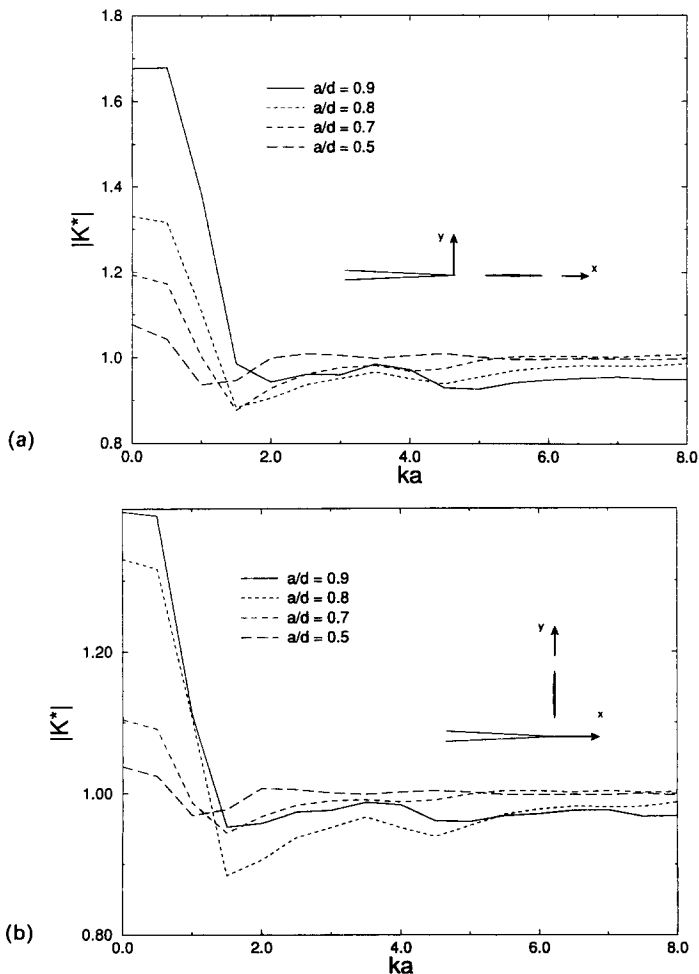 1.8
1.6
1.4
1.2
1.0
0.8
|K*|
a/d = 0.9
a/d = 0.8
a/d = 0.7
a/d = 0.5
y
x
(a)
0.0 2.0 4.0 6.0 8.0
ka
1.20
1.00
0.80
|K*|
a/d = 0.9
a/d = 0.8
a/d = 0.7
a/d = 0.5
y
x
(b)
0.0 2.0 4.0 6.0 8.0
ka